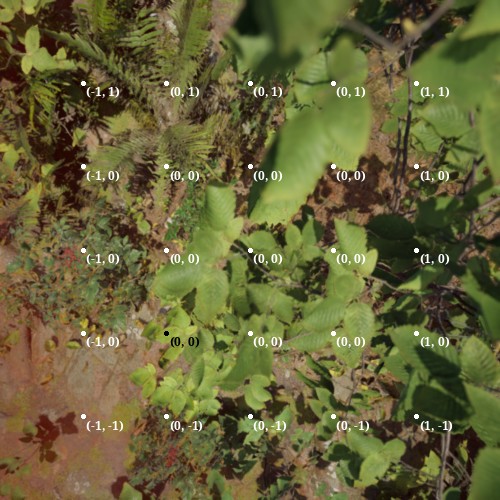 (-1, 1) (0, 1) (0, 1) (0, 1) (1, 1)
(-1, 0) (0, 0) (0, 0) (0, 0) (1, 0)
(-1, 0) (0, 0) (0, 0) (0, 0) (1, 0)
(-1, 0) (0, 0) (0, 0) (0, 0) (1, 0)
(-1, -1) (0, -1) (0, -1) (0, -1) (1, -1)